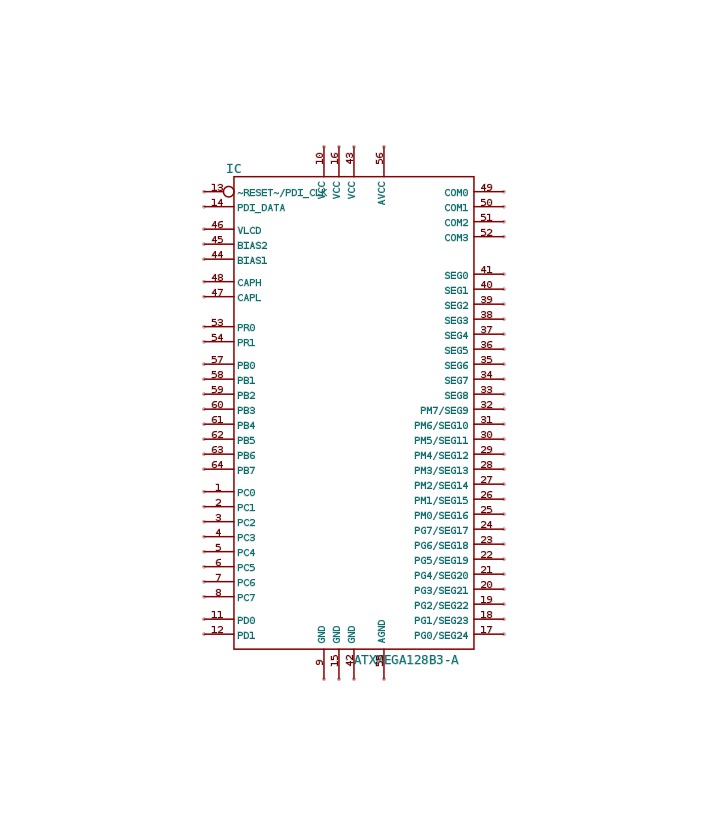 10 16 43 56
IC
VCC VCC VCC AVCC
13 ~RESET~/PDI_CLK
14 PDI_DATA
46 VLCD
45 BIAS2
44 BIAS1
48 CAPH
47 CAPL
53 PR0
54 PR1
57 PB0
58 PB1
59 PB2
60 PB3
61 PB4
62 PB5
63 PB6
64 PB7
1 PC0
2 PC1
3 PC2
4 PC3
5 PC4
6 PC5
7 PC6
8 PC7
11 PD0
12 PD1
COM0 49
COM1 50
COM2 51
COM3 52
SEG0 41
SEG1 40
SEG2 39
SEG3 38
SEG4 37
SEG5 36
SEG6 35
SEG7 34
SEG8 33
PM7/SEG9 32
PM6/SEG10 31
PM5/SEG11 30
PM4/SEG12 29
PM3/SEG13 28
PM2/SEG14 27
PM1/SEG15 26
PM0/SEG16 25
PG7/SEG17 24
PG6/SEG18 23
PG5/SEG19 22
PG4/SEG20 21
PG3/SEG21 20
PG2/SEG22 19
PG1/SEG23 18
PG0/SEG24 17
GND GND GND AGND
9 15 42 55
ATXMEGA128B3-A